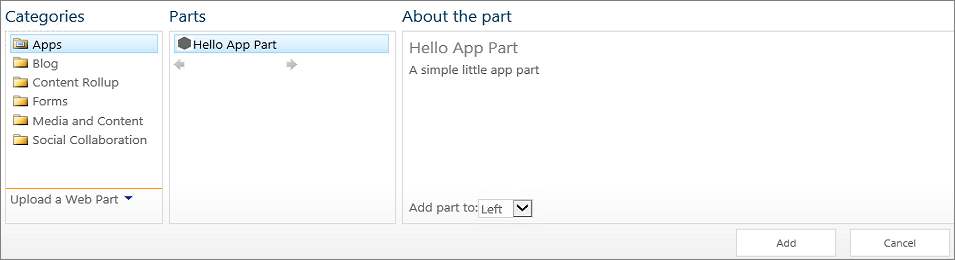 Categories
Apps
Blog
Content Rollup
Forms
Media and Content
Social Collaboration
Upload a Web Part
Parts
Hello App Part
About the part
Hello App Part
A simple little app part
Add part to: Left
Add
Cancel